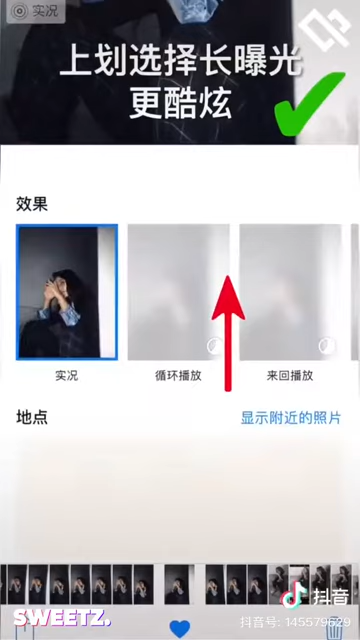 实况
上划选择长曝光
更酷炫
效果
实况
循环播放
来回播放
地点
显示附近的照片
抖音
SWEETZ.
抖音号: 145579629